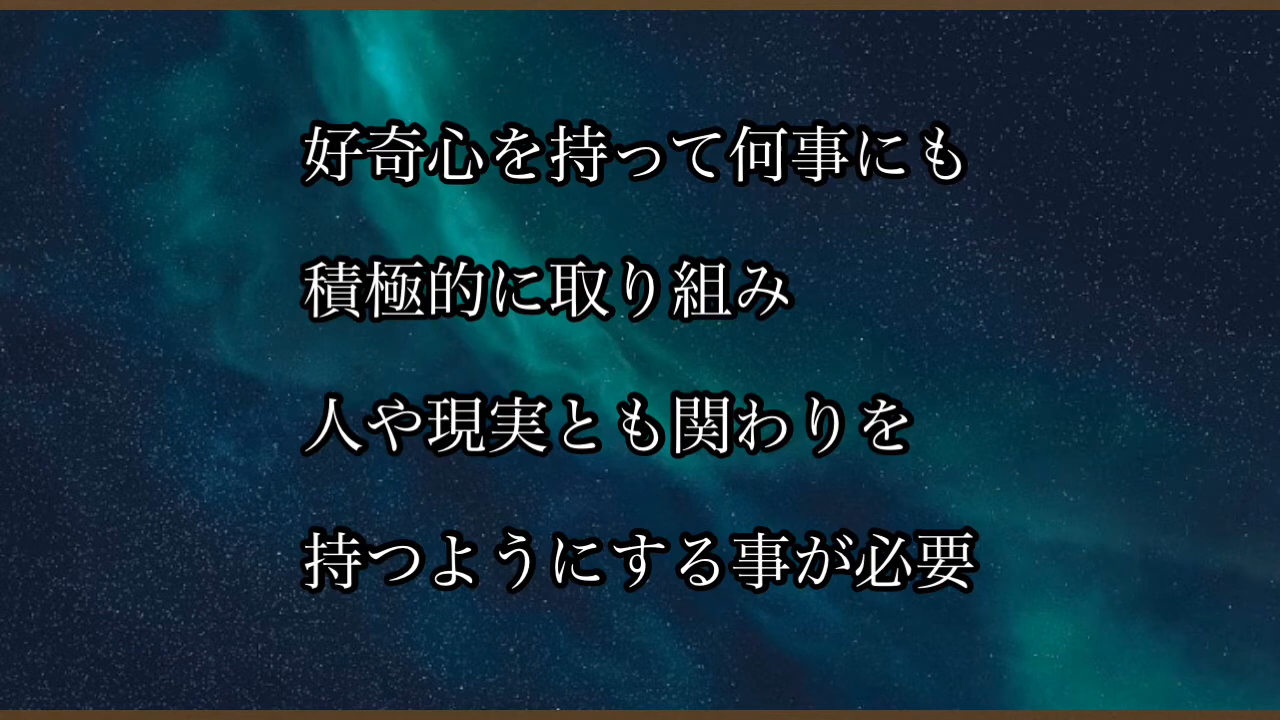 好奇心を持って何事にも
積極的に取り組み
人や現実とも関わりを
持つようにする事が必要